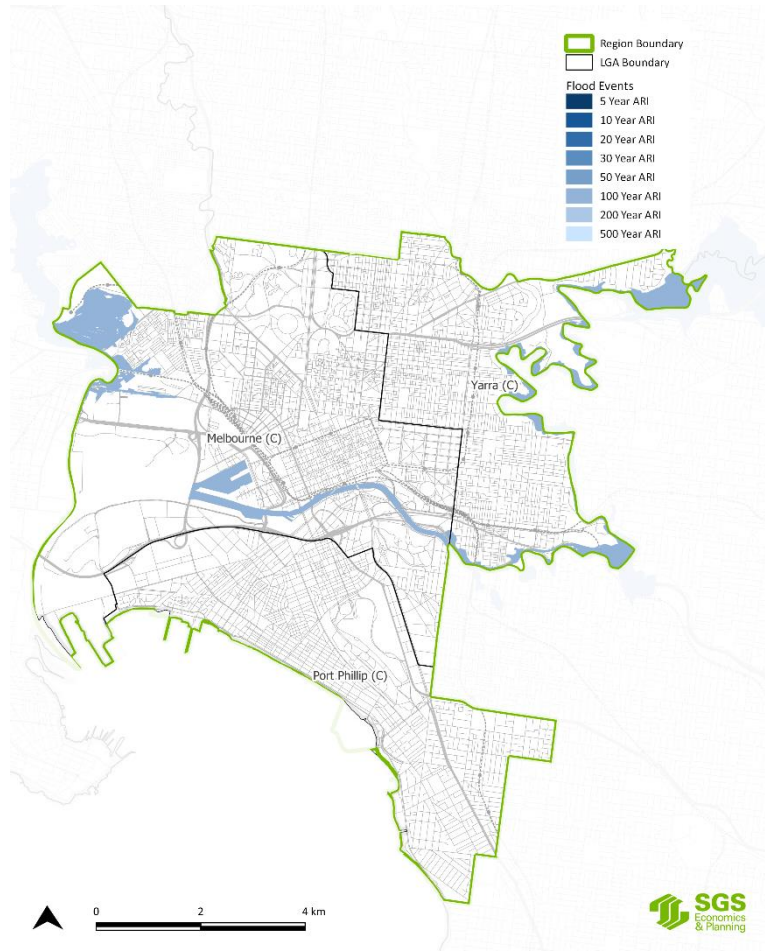 Region Boundary
LGA Boundary
Flood Events
5 Year ARI
10 Year ARI
20 Year ARI
30 Year ARI
50 Year ARI
100 Year ARI
200 Year ARI
500 Year ARI
Yarra (C)
Melbourne (C)
Port Phillip (C)
0 2 4 km
SGS
Economics
& Planning